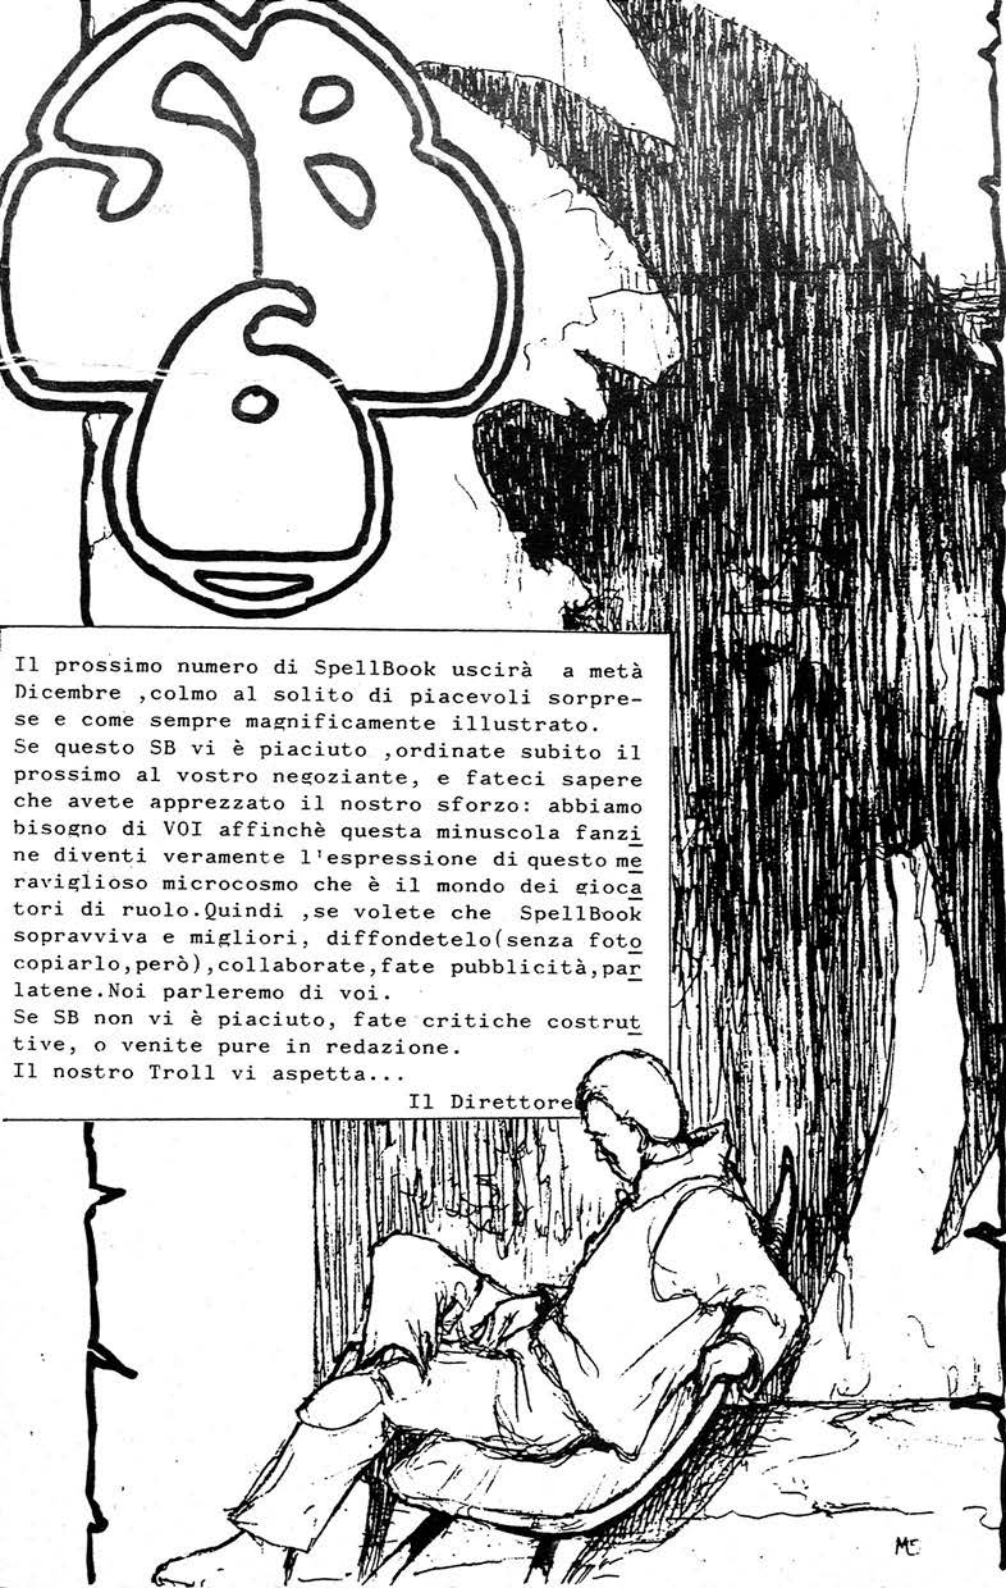 SB
Il prossimo numero di SpellBook uscirà  a metà
Dicembre ,colmo al solito di piacevoli sorpre-
se e come sempre magnificamente illustrato.
Se questo SB vi è piaciuto ,ordinate subito il
prossimo al vostro negoziante, e fateci sapere
che avete apprezzato il nostro sforzo: abbiamo
bisogno di VOI affinchè questa minuscola fanzi
ne diventi veramente l'espressione di questo me
raviglioso microcosmo che è il mondo dei gioca
tori di ruolo.Quindi ,se volete che  SpellBook
sopravviva e migliori, diffondetelo(senza foto
copiarlo,però),collaborate,fate pubblicità,par
latene.Noi parleremo di voi.
Se SB non vi è piaciuto, fate critiche costrut
tive, o venite pure in redazione.
Il nostro Troll vi aspetta...
Il Direttore